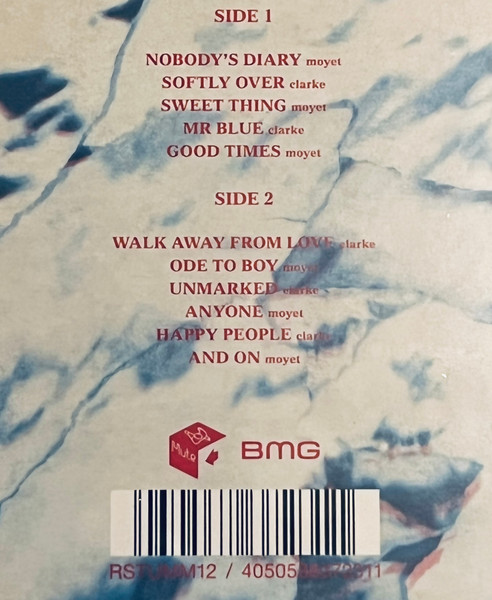 SIDE 1
NOBODY'S DIARY moyet
SOFTLY OVER clarke
SWEET THING moyet
MR BLUE clarke
GOOD TIMES moyet
SIDE 2
WALK AWAY FROM LOVE clarke
ODE TO BOY moyet
UNMARKED clarke
ANYONE moyet
HAPPY PEOPLE clarke
AND ON moyet
Mute
BMG